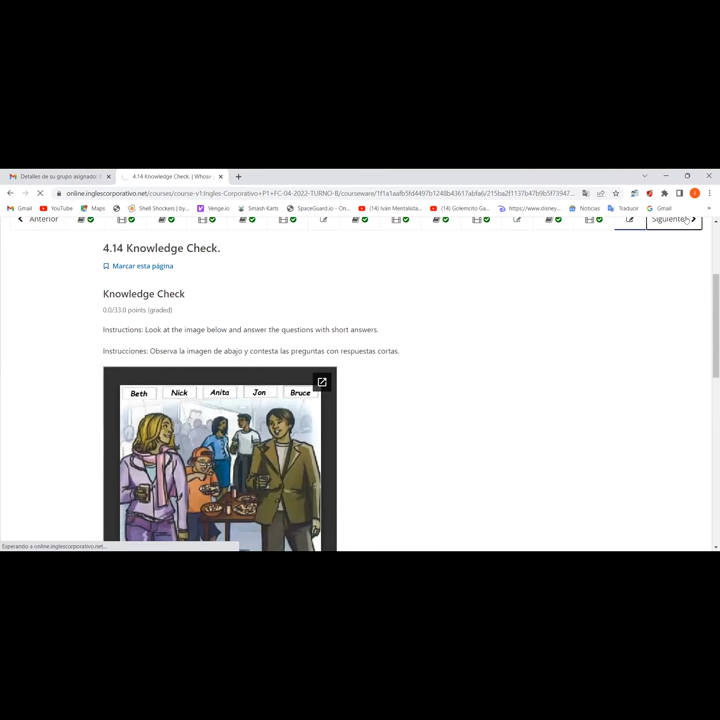 Detalles de su grupo asignado: I
4.14 Knowledge Check. | Whose
online.inglescorporativo.net/courses/course-v1:Ingles-Corporativo+P1+FC-04-2022-TURNO-B/courseware/
Gmail YouTube Maps Shell Shockers | by... Venge.io Smash Karts SpaceGuard.io - On... (14) Iván Mentalista... (14) Golemcito Ga... https://www.disney... Noticias Traducir Gmail »
Anterior Siguiente
4.14 Knowledge Check.
Marcar esta página
Knowledge Check
0.0/33.0 points (graded)
Instructions: Look at the image below and answer the questions with short answers.
Instrucciones: Observa la imagen de abajo y contesta las preguntas con respuestas cortas.
Beth Nick Anita Jon Bruce
Esperando a online.inglescorporativo.net...